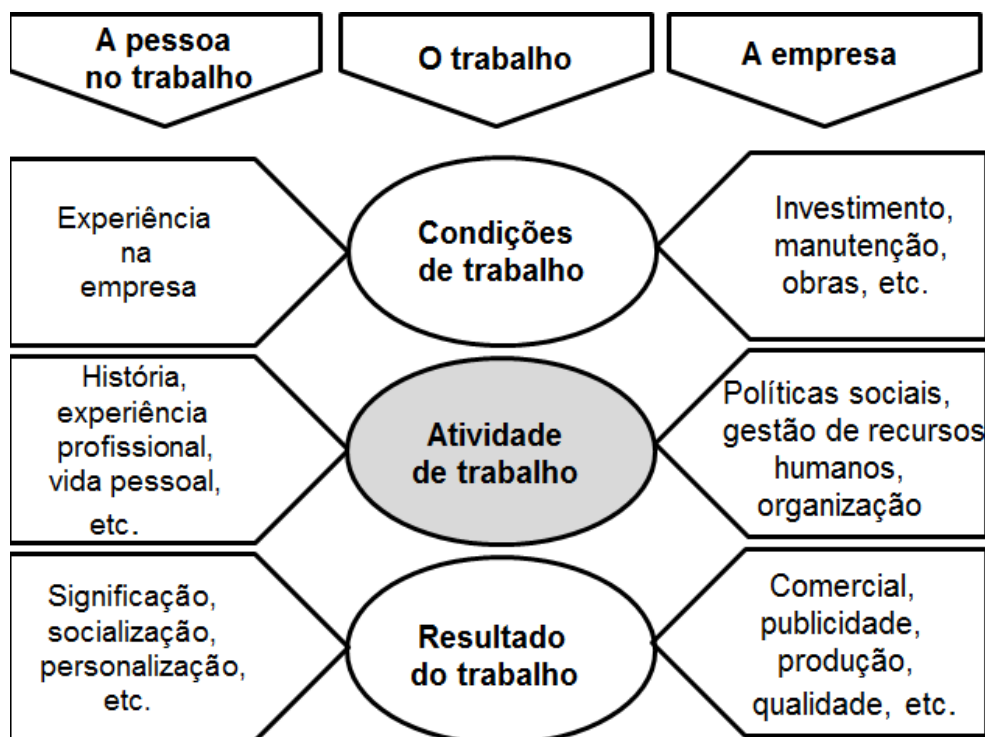 A pessoa
no trabalho
O trabalho
A empresa
Experiência
na
empresa
Condições
de trabalho
Investimento,
manutenção,
obras, etc.
História,
experiência
profissional,
vida pessoal,
etc.
Atividade
de trabalho
Políticas sociais,
gestão de recursos
humanos,
organização
Significação,
socialização,
personalização,
etc.
Resultado
do trabalho
Comercial,
publicidade,
produção,
qualidade, etc.